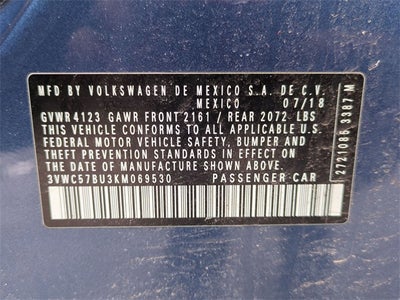 MFD BY VOLKSWAGEN DE MEXICO S.A. DE C.V.
MEXICO 07/18
GVWR 4123 GAWR FRONT 2161 / REAR 2072 LBS
THIS VEHICLE CONFORMS TO ALL APPLICABLE U.S.
FEDERAL MOTOR VEHICLE SAFETY, BUMPER AND
THEFT PREVENTION STANDARDS IN EFFECT ON
THE DATE OF MANUFACTURE SHOWN ABOVE.
3VWC57BU3KM069530 PASSENGER CAR
2721086 3387 M